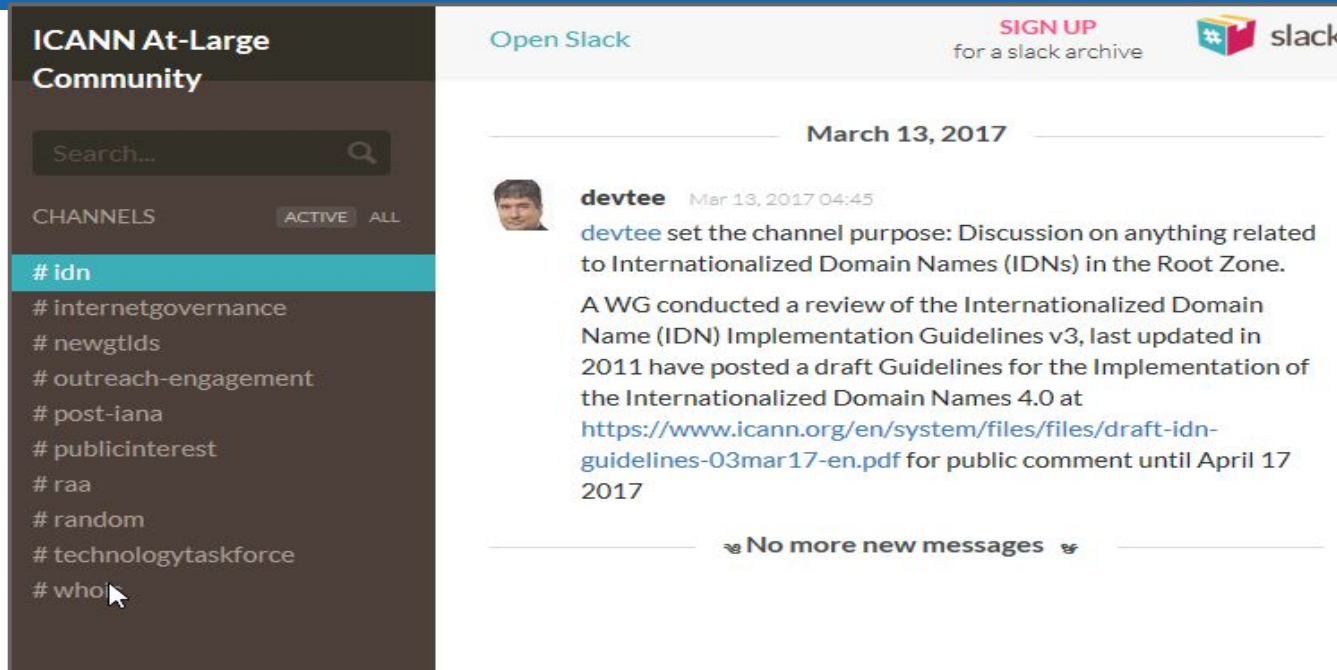 ICANN At-Large
Community
Search...
CHANNELS ACTIVE ALL
# idn
# internetgovernance
# newgtlds
# outreach-engagement
# post-iana
# publicinterest
# raa
# random
# technologytaskforce
# whois
Open Slack
SIGN UP
for a slack archive
slack
March 13, 2017
devtee Mar 13, 2017 04:45
devtee set the channel purpose: Discussion on anything related
to Internationalized Domain Names (IDNs) in the Root Zone.
A WG conducted a review of the Internationalized Domain
Name (IDN) Implementation Guidelines v3, last updated in
2011 have posted a draft Guidelines for the Implementation of
the Internationalized Domain Names 4.0 at
https://www.icann.org/en/system/files/files/draft-idn-
guidelines-03mar17-en.pdf for public comment until April 17
2017
No more new messages